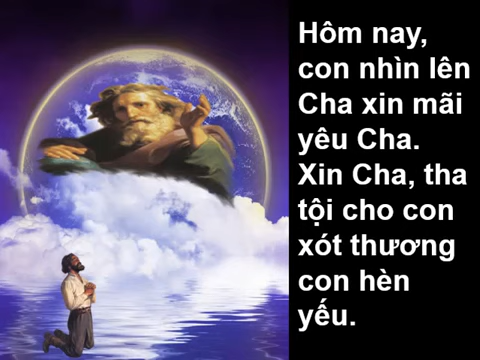 Hôm nay,
con nhìn lên
Cha xin mãi
yêu Cha.
Xin Cha, tha
tội cho con
xót thương
con hèn
yếu.